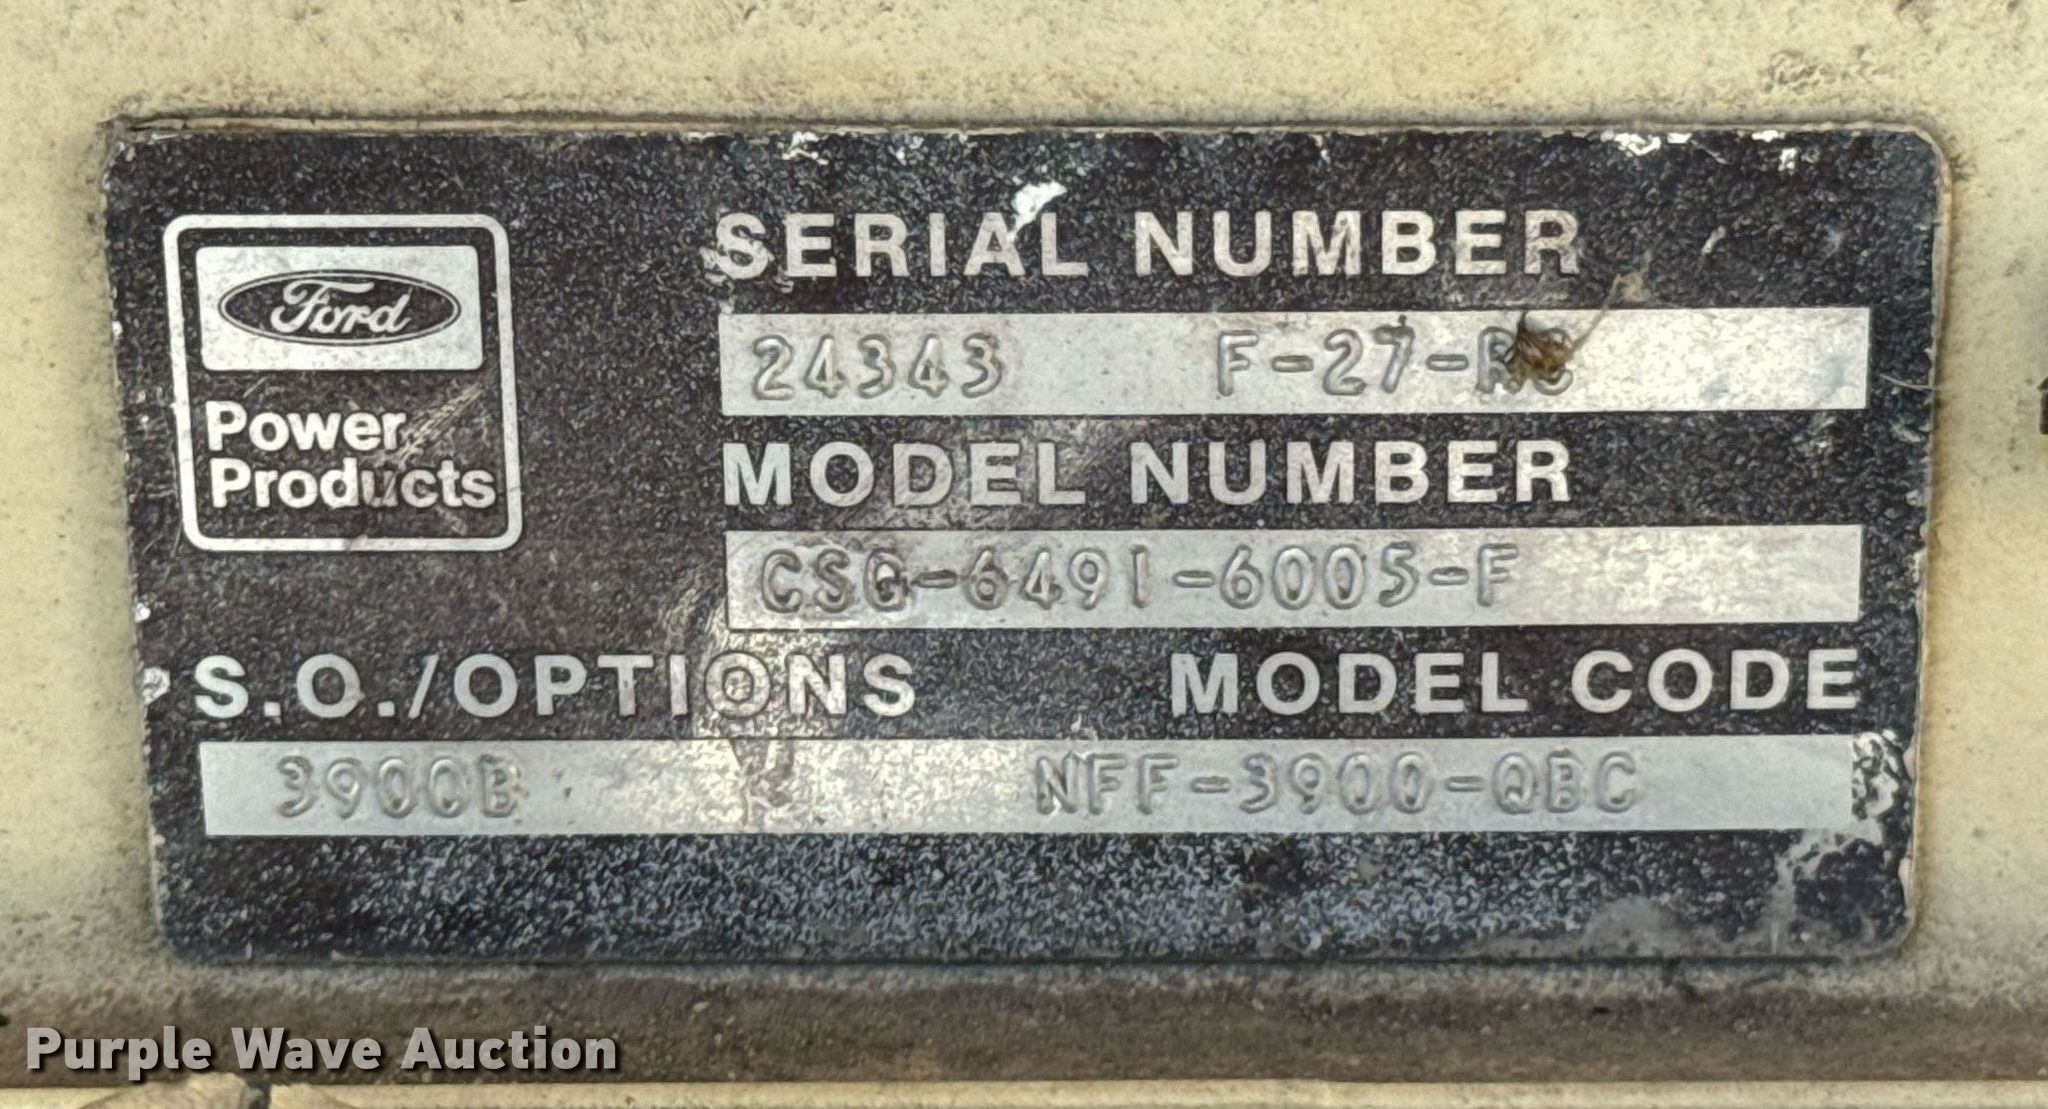 Ford
Power
Products
SERIAL NUMBER
24343 F-27-RC
MODEL NUMBER
CSG-6491-6005-F
S.O./OPTIONS MODEL CODE
3900B NFF-3900-QBC
Purple Wave Auction